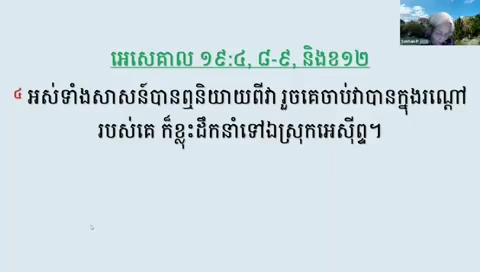 អេសេគាល ១៩:៤, ៨-៩, និងខ១២
៤ អស់ទាំងសាសន៍បានឮនិយាយពីវា រួចគេចាប់វាបានក្នុងរណ្តៅ
របស់គេ ក៏ខ្លុះដឹកនាំទៅឯស្រុកអេស៊ីព្ទ។